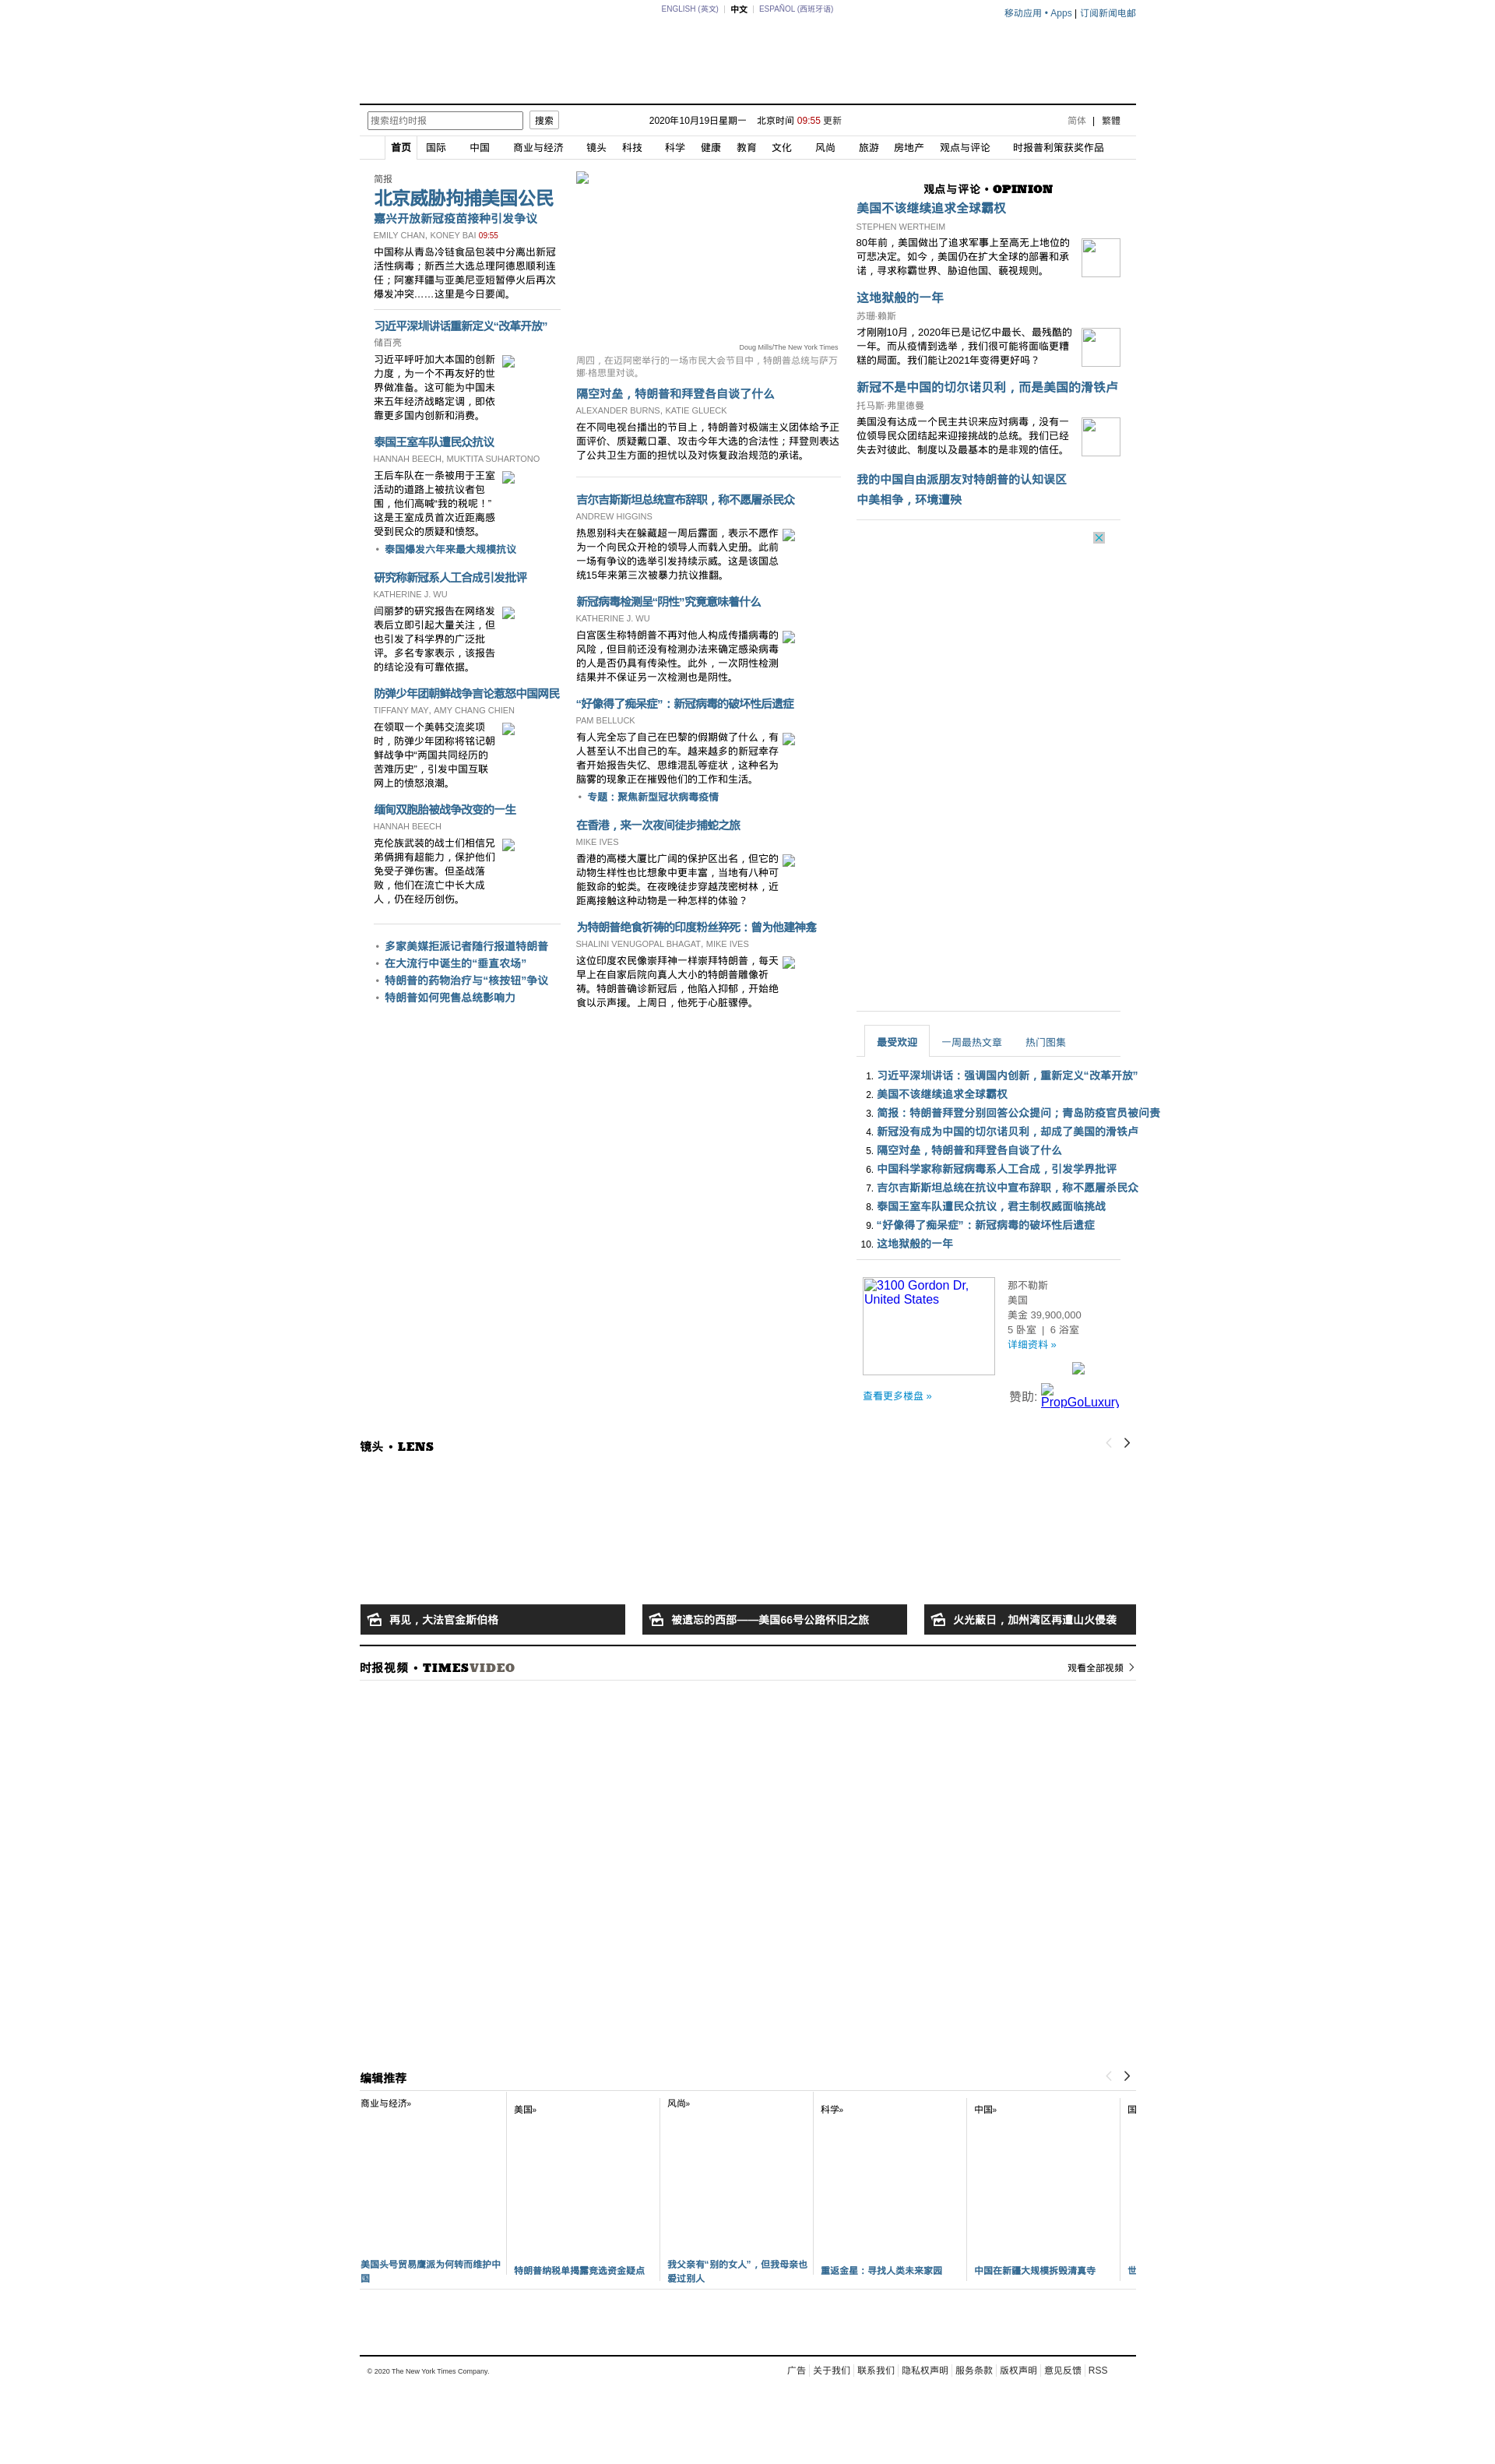 ENGLISH (英文) | 中文 | ESPAÑOL (西班牙语)
移动应用 • Apps | 订阅新闻电邮
搜索纽约时报 搜索
2020年10月19日星期一 北京时间 09:55 更新
简体 | 繁體
首页 国际 中国 商业与经济 镜头 科技 科学 健康 教育 文化 风尚 旅游 房地产 观点与评论 时报普利策获奖作品
简报
北京威胁拘捕美国公民
嘉兴开放新冠疫苗接种引发争议
EMILY CHAN, KONEY BAI 09:55
中国称从青岛冷链食品包装中分离出新冠
活性病毒；新西兰大选总理阿德恩顺利连
任；阿塞拜疆与亚美尼亚短暂停火后再次
爆发冲突……这里是今日要闻。
习近平深圳讲话重新定义“改革开放”
储百亮
习近平呼吁加大本国的创新
力度，为一个不再友好的世
界做准备。这可能为中国未
来五年经济战略定调，即依
靠更多国内创新和消费。
泰国王室车队遭民众抗议
HANNAH BEECH, MUKTITA SUHARTONO
王后车队在一条被用于王室
活动的道路上被抗议者包
围，他们高喊“我的税呢！”
这是王室成员首次近距离感
受到民众的质疑和愤怒。
• 泰国爆发六年来最大规模抗议
研究称新冠系人工合成引发批评
KATHERINE J. WU
闫丽梦的研究报告在网络发
表后立即引起大量关注，但
也引发了科学界的广泛批
评。多名专家表示，该报告
的结论没有可靠依据。
防弹少年团朝鲜战争言论惹怒中国网民
TIFFANY MAY, AMY CHANG CHIEN
在领取一个美韩交流奖项
时，防弹少年团称将铭记朝
鲜战争中“两国共同经历的
苦难历史”，引发中国互联
网上的愤怒浪潮。
缅甸双胞胎被战争改变的一生
HANNAH BEECH
克伦族武装的战士们相信兄
弟俩拥有超能力，保护他们
免受子弹伤害。但圣战落
败，他们在流亡中长大成
人，仍在经历创伤。
• 多家美媒拒派记者随行报道特朗普
• 在大流行中诞生的“垂直农场”
• 特朗普的药物治疗与“核按钮”争议
• 特朗普如何兜售总统影响力
Doug Mills/The New York Times
周四，在迈阿密举行的一场市民大会节目中，特朗普总统与萨万
娜·格思里对谈。
隔空对垒，特朗普和拜登各自谈了什么
ALEXANDER BURNS, KATIE GLUECK
在不同电视台播出的节目上，特朗普对极端主义团体给予正
面评价、质疑戴口罩、攻击今年大选的合法性；拜登则表达
了公共卫生方面的担忧以及对恢复政治规范的承诺。
吉尔吉斯斯坦总统宣布辞职，称不愿屠杀民众
ANDREW HIGGINS
热恩别科夫在躲藏超一周后露面，表示不愿作
为一个向民众开枪的领导人而载入史册。此前
一场有争议的选举引发持续示威。这是该国总
统15年来第三次被暴力抗议推翻。
新冠病毒检测呈“阴性”究竟意味着什么
KATHERINE J. WU
白宫医生称特朗普不再对他人构成传播病毒的
风险，但目前还没有检测办法来确定感染病毒
的人是否仍具有传染性。此外，一次阴性检测
结果并不保证另一次检测也是阴性。
“好像得了痴呆症”：新冠病毒的破坏性后遗症
PAM BELLUCK
有人完全忘了自己在巴黎的假期做了什么，有
人甚至认不出自己的车。越来越多的新冠幸存
者开始报告失忆、思维混乱等症状，这种名为
脑雾的现象正在摧毁他们的工作和生活。
• 专题：聚焦新型冠状病毒疫情
在香港，来一次夜间徒步捕蛇之旅
MIKE IVES
香港的高楼大厦比广阔的保护区出名，但它的
动物生样性也比想象中更丰富，当地有八种可
能致命的蛇类。在夜晚徒步穿越茂密树林，近
距离接触这种动物是一种怎样的体验？
为特朗普绝食祈祷的印度粉丝猝死：曾为他建神龛
SHALINI VENUGOPAL BHAGAT, MIKE IVES
这位印度农民像崇拜神一样崇拜特朗普，每天
早上在自家后院向真人大小的特朗普雕像祈
祷。特朗普确诊新冠后，他陷入抑郁，开始绝
食以示声援。上周日，他死于心脏骤停。
观点与评论 • OPINION
美国不该继续追求全球霸权
STEPHEN WERTHEIM
80年前，美国做出了追求军事上至高无上地位的
可悲决定。如今，美国仍在扩大全球的部署和承
诺，寻求称霸世界、胁迫他国、藐视规则。
这地狱般的一年
苏珊·赖斯
才刚刚10月，2020年已是记忆中最长、最残酷的
一年。而从疫情到选举，我们很可能将面临更糟
糕的局面。我们能让2021年变得更好吗？
新冠不是中国的切尔诺贝利，而是美国的滑铁卢
托马斯·弗里德曼
美国没有达成一个民主共识来应对病毒，没有一
位领导民众团结起来迎接挑战的总统。我们已经
失去对彼此、制度以及最基本的是非观的信任。
我的中国自由派朋友对特朗普的认知误区
中美相争，环境遭殃
最受欢迎 一周最热文章 热门图集
1. 习近平深圳讲话：强调国内创新，重新定义“改革开放”
2. 美国不该继续追求全球霸权
3. 简报：特朗普拜登分别回答公众提问；青岛防疫官员被问责
4. 新冠没有成为中国的切尔诺贝利，却成了美国的滑铁卢
5. 隔空对垒，特朗普和拜登各自谈了什么
6. 中国科学家称新冠病毒系人工合成，引发学界批评
7. 吉尔吉斯斯坦总统在抗议中宣布辞职，称不愿屠杀民众
8. 泰国王室车队遭民众抗议，君主制权威面临挑战
9. “好像得了痴呆症”：新冠病毒的破坏性后遗症
10. 这地狱般的一年
3100 Gordon Dr,
United States
那不勒斯
美国
美金 39,900,000
5 卧室 | 6 浴室
详细资料 »
查看更多楼盘 »
赞助: PropGoLuxury
镜头 • LENS
再见，大法官金斯伯格
被遗忘的西部——美国66号公路怀旧之旅
火光蔽日，加州湾区再遭山火侵袭
时报视频 • TIMESVIDEO
观看全部视频
编辑推荐
商业与经济»
美国头号贸易鹰派为何转而维护中
国
美国»
特朗普纳税单揭露竞选资金疑点
风尚»
我父亲有“别的女人”，但我母亲也
爱过别人
科学»
重返金星：寻找人类未来家园
中国»
中国在新疆大规模拆毁清真寺
国
世
© 2020 The New York Times Company.
广告 | 关于我们 | 联系我们 | 隐私权声明 | 服务条款 | 版权声明 | 意见反馈 | RSS